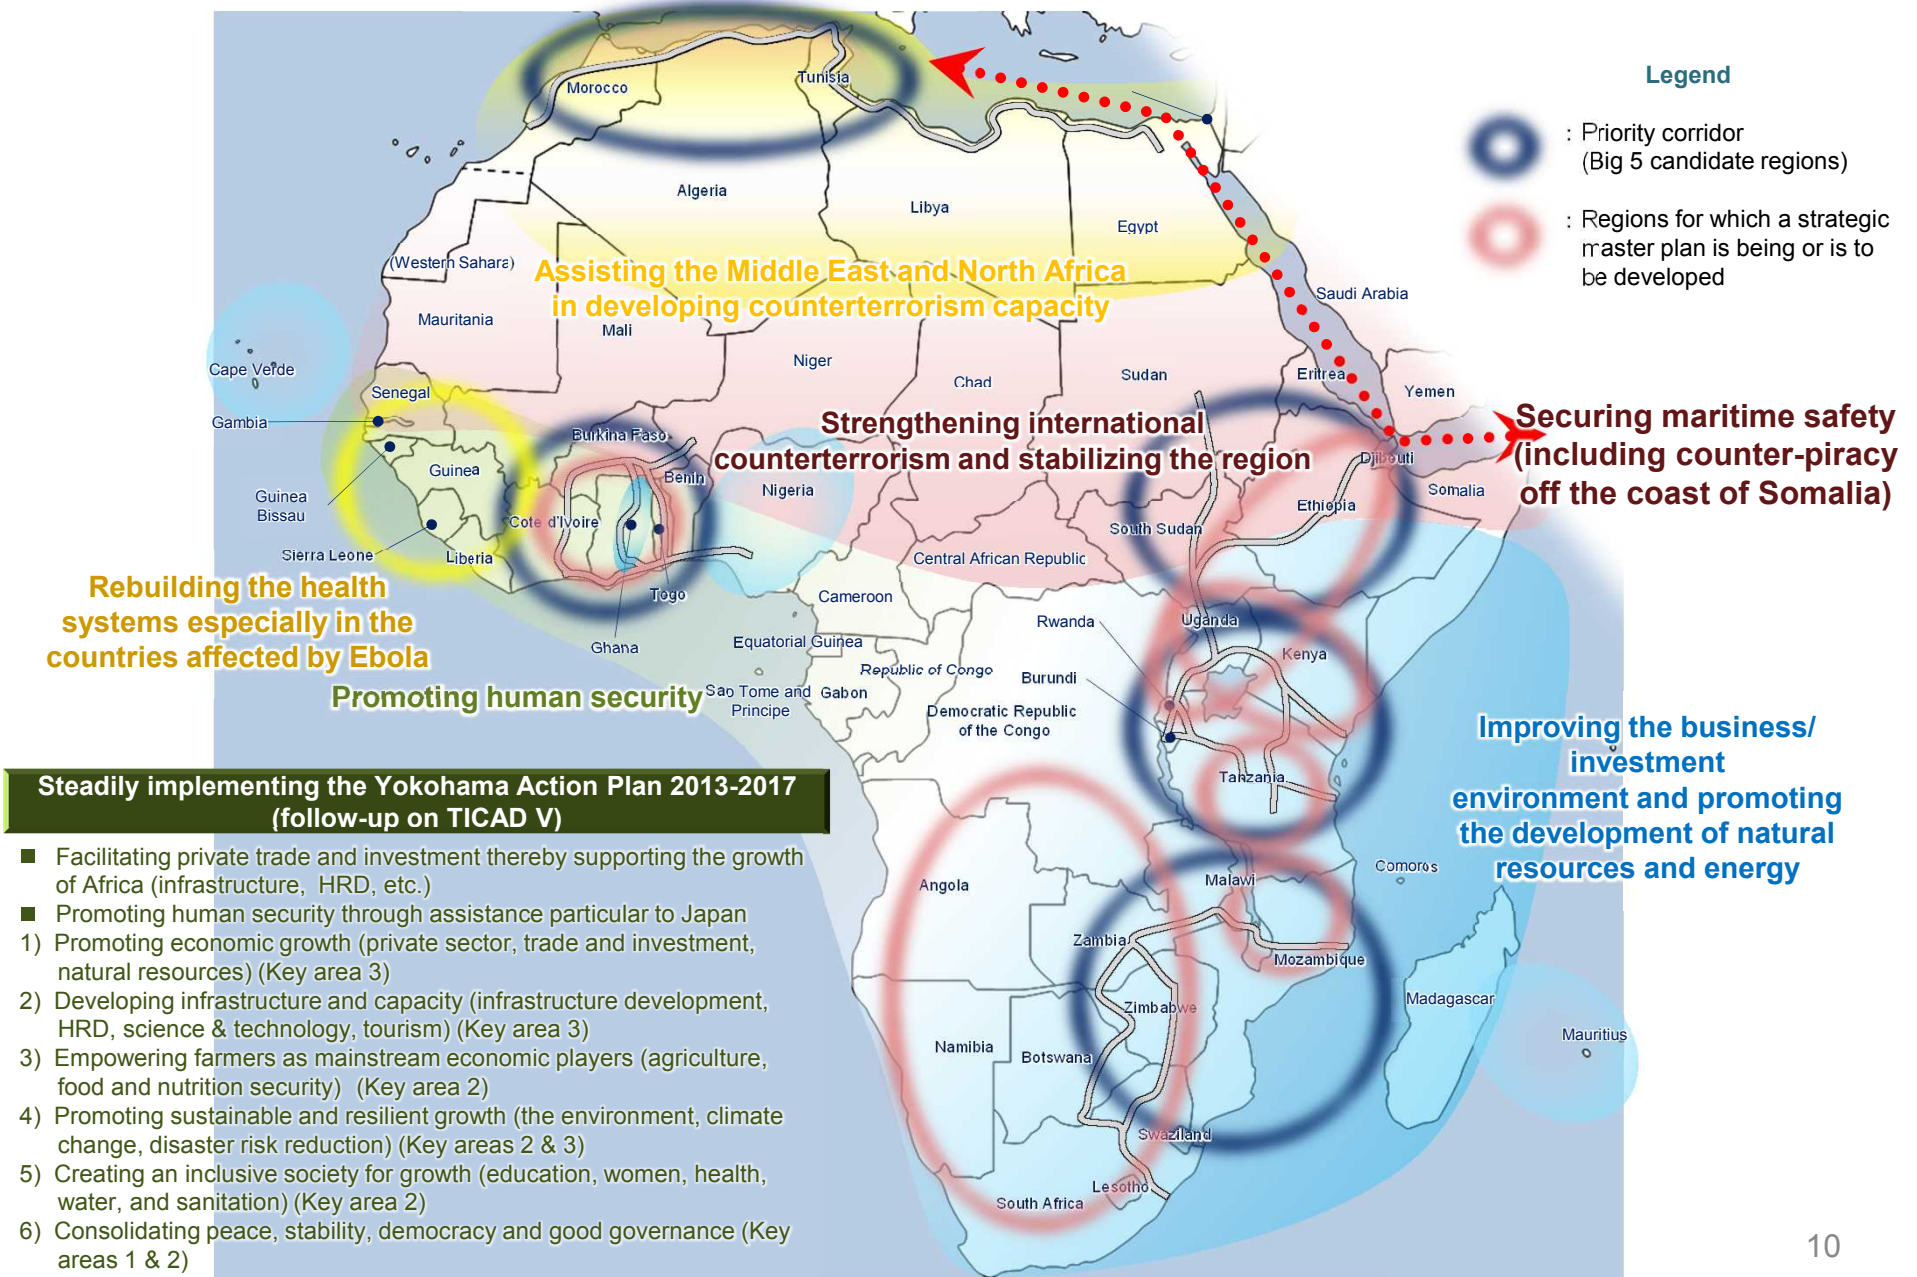 Legend
: Priority corridor
(Big 5 candidate regions)
: Regions for which a strategic
master plan is being or is to
be developed
Morocco
Tunisia
Algeria
Libya
Egypt
(Western Sahara)
Assisting the Middle East and North Africa
in developing counterterrorism capacity
Saudi Arabia
Mauritania
Mali
Niger
Chad
Sudan
Eritrea
Yemen
Cape Verde
Senegal
Gambia
Strengthening international
counterterrorism and stabilizing the region
Securing maritime safety
(including counter-piracy
off the coast of Somalia)
Burkina Faso
Djibouti
Guinea
Benin
Nigeria
Somalia
Guinea
Bissau
Cote d'Ivoire
Ethiopia
South Sudan
Sierra Leone
Liberia
Central African Republic
Rebuilding the health
systems especially in the
countries affected by Ebola
Togo
Cameroon
Ghana
Rwanda
Uganda
Equatorial Guinea
Kenya
Republic of Congo
Burundi
Promoting human security
Sao Tome and
Principe
Gabon
Democratic Republic
of the Congo
Improving the business/
investment
environment and promoting
the development of natural
resources and energy
Tanzania
Steadily implementing the Yokohama Action Plan 2013-2017
(follow-up on TICAD V)
■ Facilitating private trade and investment thereby supporting the growth
of Africa (infrastructure, HRD, etc.)
■ Promoting human security through assistance particular to Japan
1) Promoting economic growth (private sector, trade and investment,
natural resources) (Key area 3)
2) Developing infrastructure and capacity (infrastructure development,
HRD, science & technology, tourism) (Key area 3)
3) Empowering farmers as mainstream economic players (agriculture,
food and nutrition security) (Key area 2)
4) Promoting sustainable and resilient growth (the environment, climate
change, disaster risk reduction) (Key areas 2 & 3)
5) Creating an inclusive society for growth (education, women, health,
water, and sanitation) (Key area 2)
6) Consolidating peace, stability, democracy and good governance (Key
areas 1 & 2)
Comoros
Malawi
Angola
Zambia
Mozambique
Zimbabwe
Madagascar
Mauritius
Namibia
Botswana
Swaziland
Lesotho
South Africa
10